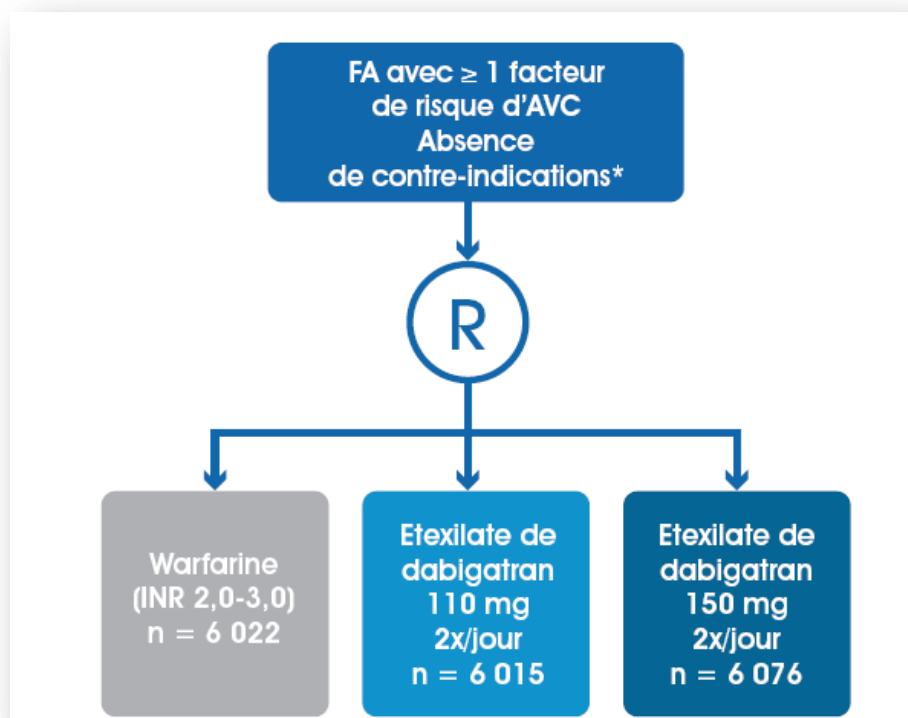 FA avec ≥ 1 facteur
de risque d'AVC
Absence
de contre-indications*
R
Warfarine
(INR 2,0-3,0)
n = 6 022
Etexilate de
dabigatran
110 mg
2x/jour
n = 6 015
Etexilate de
dabigatran
150 mg
2x/jour
n = 6 076